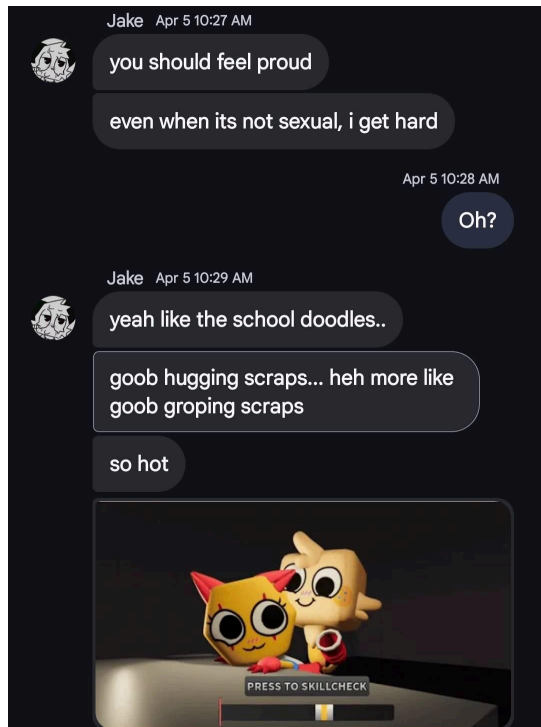 Jake Apr 5 10:27 AM
you should feel proud
even when its not sexual, i get hard
Apr 5 10:28 AM
Oh?
Jake Apr 5 10:29 AM
yeah like the school doodles..
goob hugging scraps... heh more like
goob groping scraps
so hot
PRESS TO SKILLCHECK